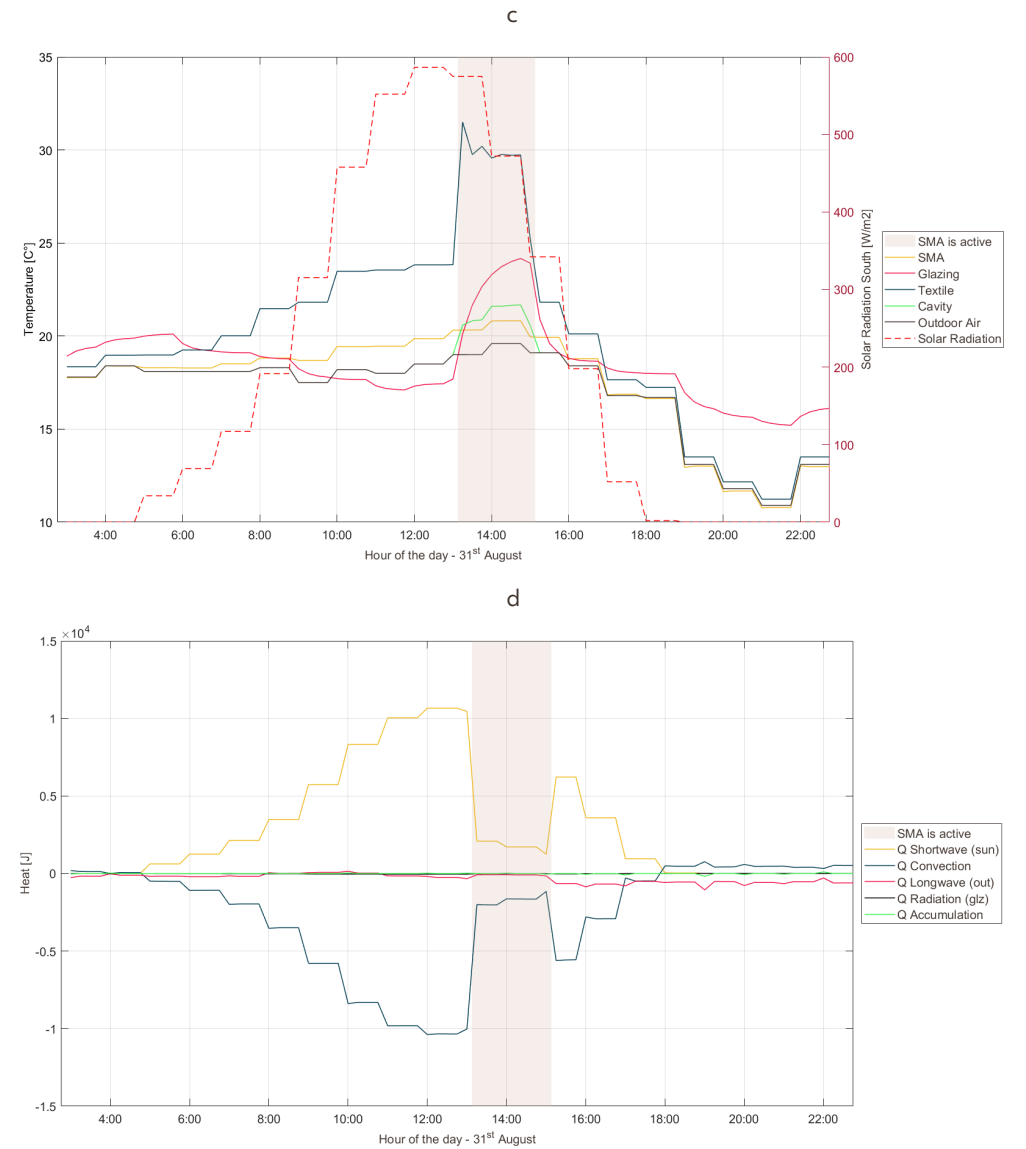 c
35
30
25
20
15
10
Temperature [C°]
600
500
400
300
200
100
0
Solar Radiation South [W/m2]
4:00 6:00 8:00 10:00 12:00 14:00 16:00 18:00 20:00 22:00
Hour of the day - 31st August
SMA is active
SMA
Glazing
Textile
Cavity
Outdoor Air
Solar Radiation
d
×10^4
1.5
1
0.5
0
-0.5
-1
-1.5
Heat [J]
4:00 6:00 8:00 10:00 12:00 14:00 16:00 18:00 20:00 22:00
Hour of the day - 31st August
SMA is active
Q Shortwave (sun)
Q Convection
Q Longwave (out)
Q Radiation (glz)
Q Accumulation